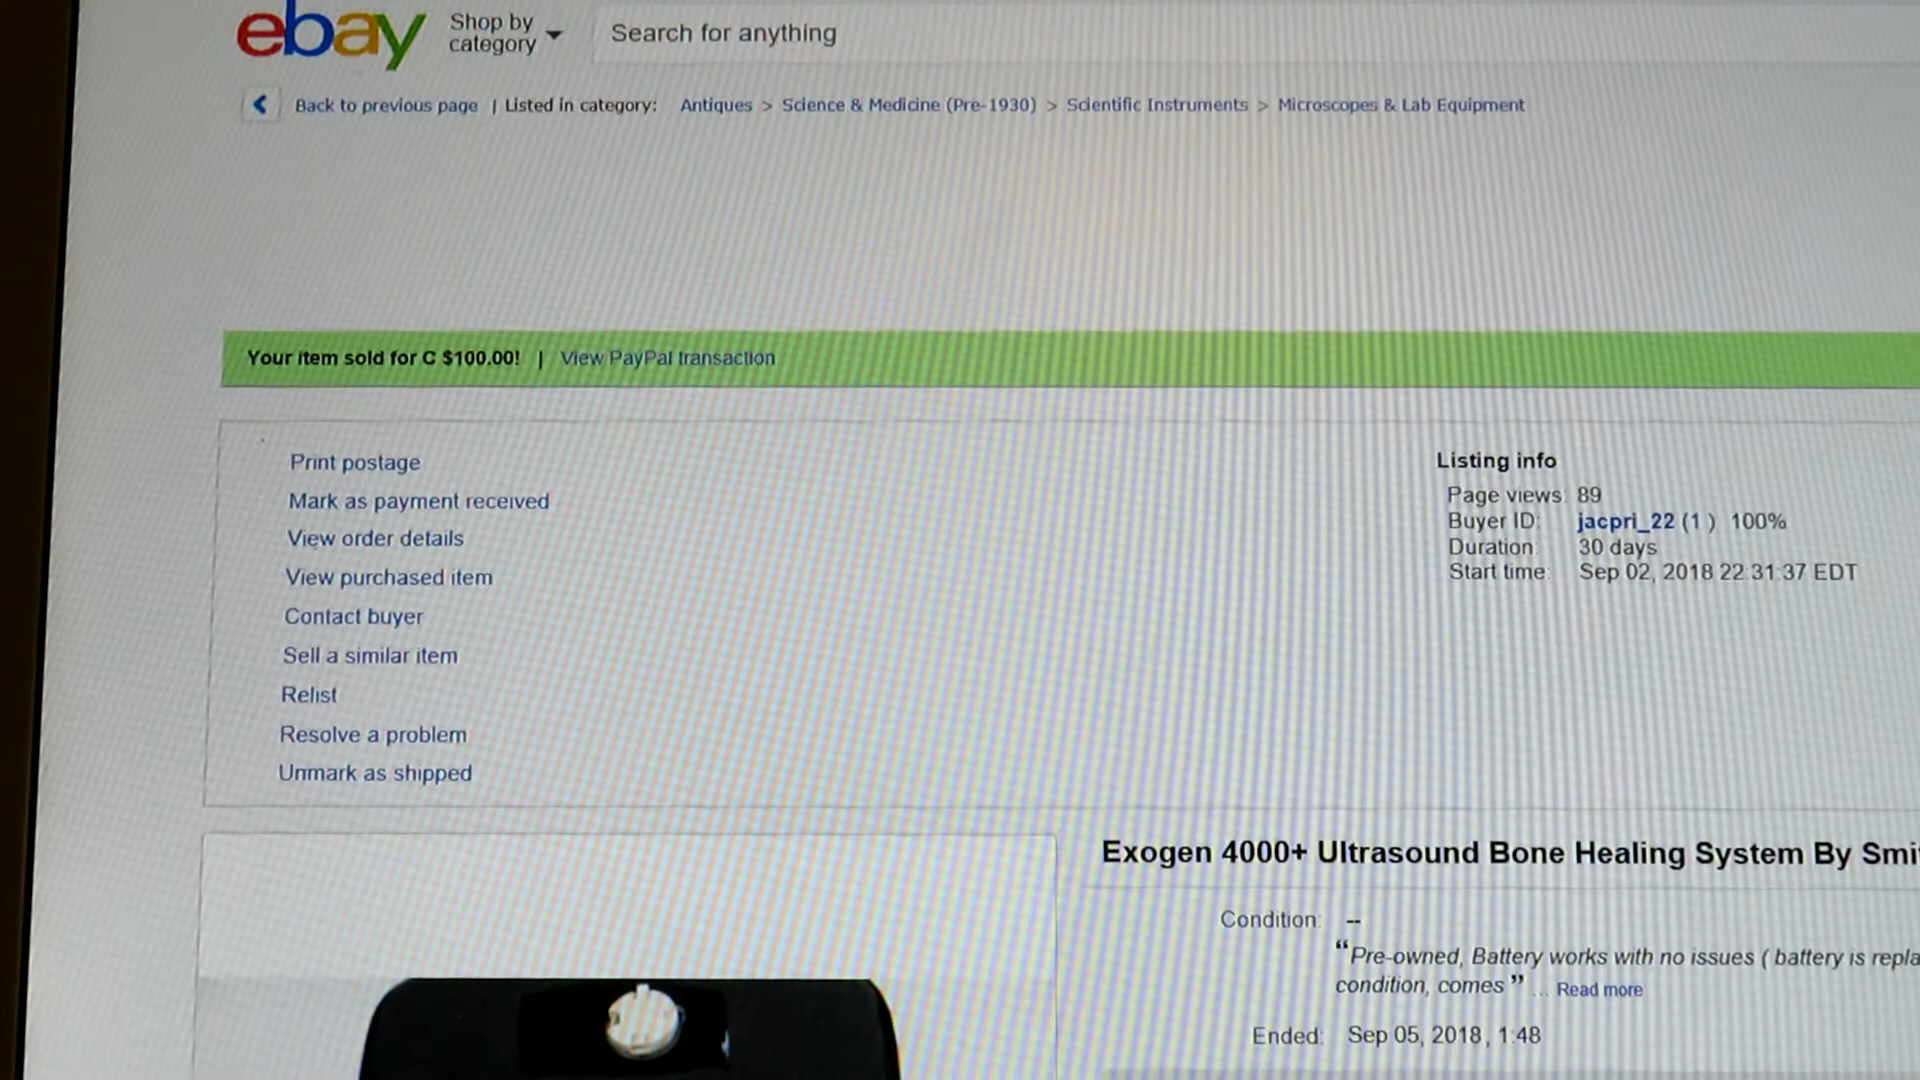 ebay
Shop by
category
Search for anything
Back to previous page | Listed in category: Antiques > Science & Medicine (Pre-1930) > Scientific Instruments > Microscopes & Lab Equipment
Your item sold for C $100.00! | View PayPal transaction
Print postage
Mark as payment received
View order details
View purchased item
Contact buyer
Sell a similar item
Relist
Resolve a problem
Unmark as shipped
Listing info
Page views: 89
Buyer ID: jacpri_22 (1 ) 100%
Duration: 30 days
Start time: Sep 02, 2018 22:31:37 EDT
Exogen 4000+ Ultrasound Bone Healing System By
Condition: --
“Pre-owned, Battery works with no issues ( battery is
condition, comes ” ... Read more
Ended: Sep 05, 2018 , 1:48